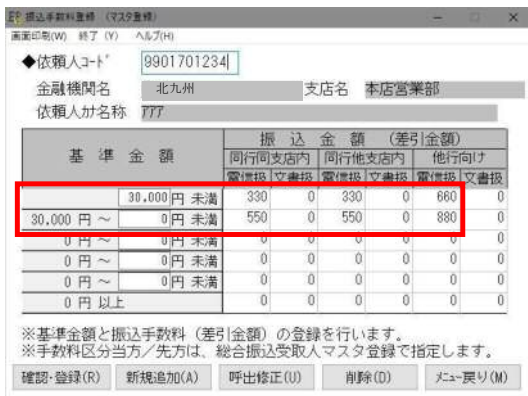 振込手数料登録 (マスタ登録)
画面印刷(W) 終了(Y) ヘルプ(H)
◆依頼人コード 9901701234
金融機関名 北九州 支店名 本店営業部
依頼人カナ名称 ｱｱｱ
基準金額 振込金額 (差引金額)
同行同支店内 同行他支店内 他行向け
電信扱 文書扱 電信扱 文書扱 電信扱 文書扱
30,000円 未満 330 0 330 0 660 0
30,000 円 ～ 0円 未満 550 0 550 0 880 0
0 円 ～ 0円 未満 0 0 0 0 0 0
0 円 ～ 0円 未満 0 0 0 0 0 0
0 円 以上 0 0 0 0 0 0
※基準金額と振込手数料（差引金額）の登録を行います。
※手数料区分当方／先方は、総合振込受取人マスタ登録で指定します。
確認・登録(R) 新規追加(A) 呼出修正(U) 削除(D) メニュー戻り(M)